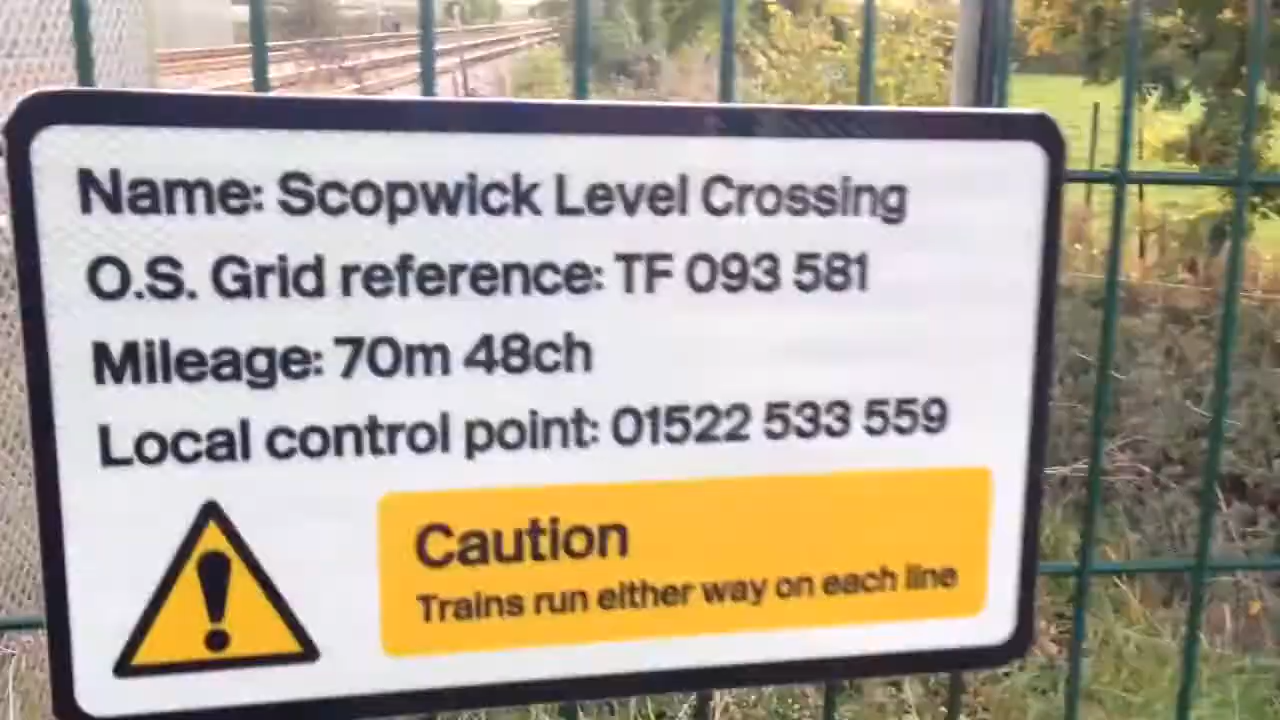 Name: Scopwick Level Crossing
O.S. Grid reference: TF 093 581
Mileage: 70m 48ch
Local control point: 01522 533 559
Caution
Trains run either way on each line